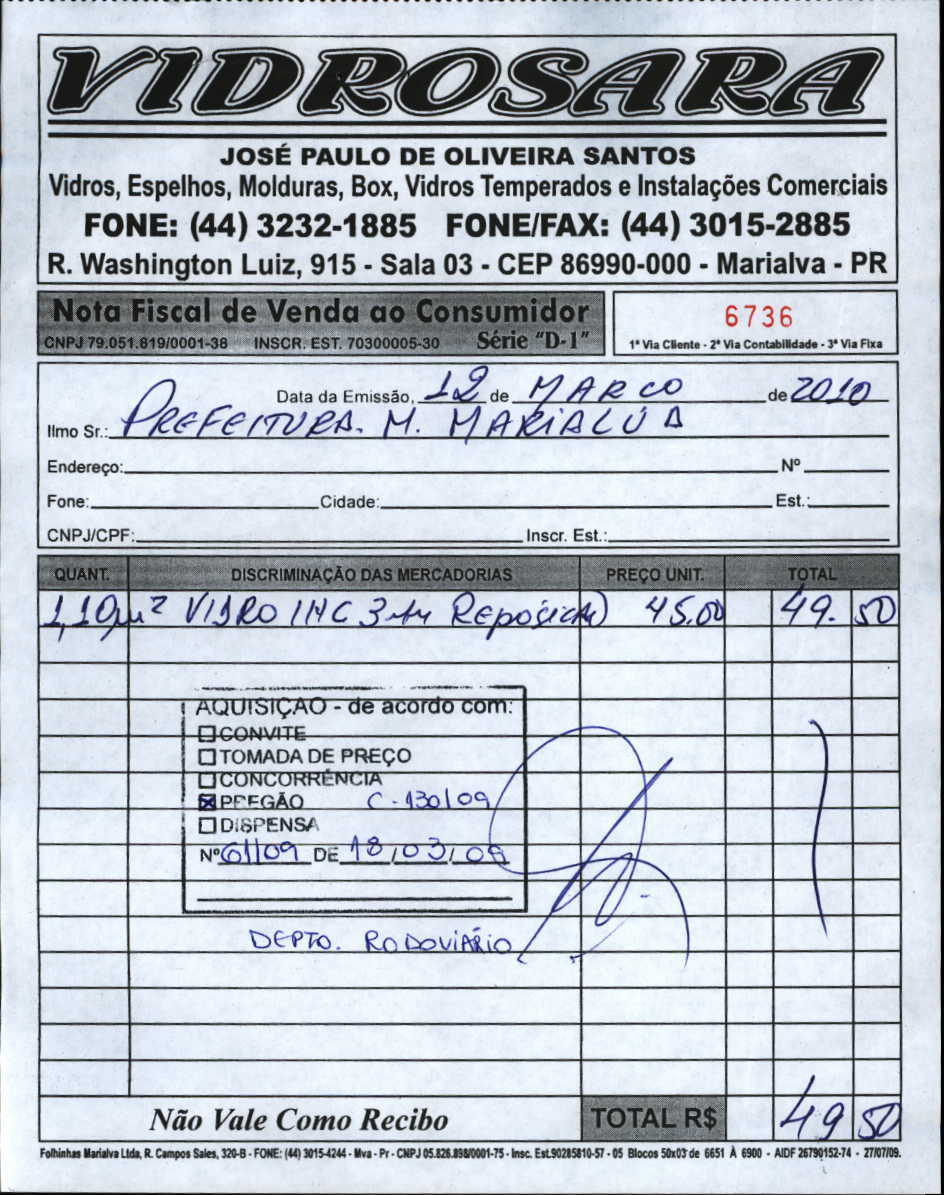 VIDROSARA
JOSÉ PAULO DE OLIVEIRA SANTOS
Vidros, Espelhos, Molduras, Box, Vidros Temperados e Instalações Comerciais
FONE: (44) 3232-1885 FONE/FAX: (44) 3015-2885
R. Washington Luiz, 915 - Sala 03 - CEP 86990-000 - Marialva - PR
Nota Fiscal de Venda ao Consumidor
CNPJ 79.051.819/0001-38 INSCR. EST. 70300005-30 Série "D-1"
6736
1ª Via Cliente - 2ª Via Contabilidade - 3ª Via Fixa
Data da Emissão, 12 de MARCO de 2010
Ilmo Sr.: PREFEITURA. M. MARIALVA
Endereço: Nº
Fone: Cidade: Est.:
CNPJ/CPF: Inscr. Est.:
QUANT. DISCRIMINAÇÃO DAS MERCADORIAS PREÇO UNIT. TOTAL
1,10m² VIDRO INC 3 45.00 49.50
AQUISIÇÃO - de acordo com:
CONVITE
TOMADA DE PREÇO
CONCORRÊNCIA
PREGÃO C-130/09
DISPENSA
Nº 61/09 DE 18/03/09
DEPTO. RODOVIÁRIO
Não Vale Como Recibo TOTAL R$ 49 50
Folhinhas Marialva Ltda, R. Campos Sales, 320-B - FONE: (44) 3015-4244 - Mva - Pr - CNPJ 05.826.898/0001-75 - Insc. Est.90285810-57 - 05 Blocos 50x03 de 6651 À 6900 - AIDF 26790152-74 - 27/07/09.